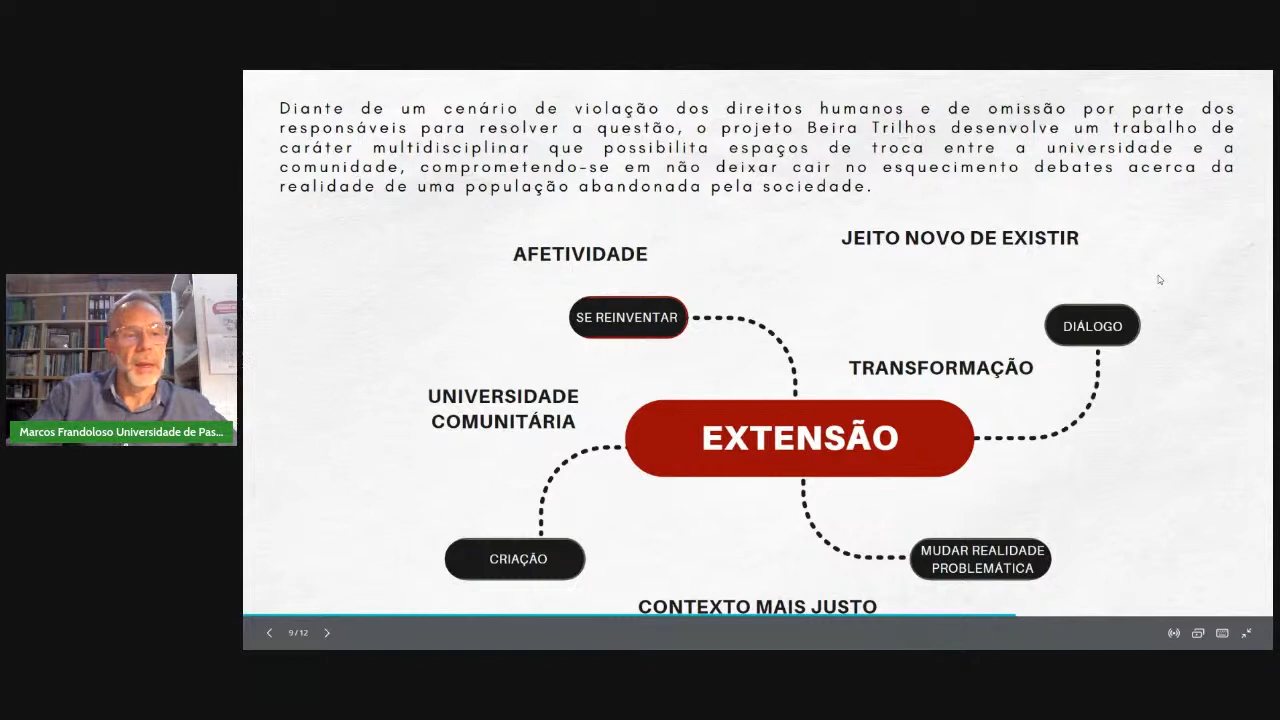 Diante de um cenário de violação dos direitos humanos e de omissão por parte dos
responsáveis para resolver a questão, o projeto Beira Trilhos desenvolve um trabalho de
caráter multidisciplinar que possibilita espaços de troca entre a universidade e a
comunidade, comprometendo-se em não deixar cair no esquecimento debates acerca da
realidade de uma população abandonada pela sociedade.
JEITO NOVO DE EXISTIR
AFETIVIDADE
SE REINVENTAR
DIÁLOGO
TRANSFORMAÇÃO
UNIVERSIDADE
COMUNITÁRIA
EXTENSÃO
Marcos Frandoloso Universidade de Pas...
CRIAÇÃO
MUDAR REALIDADE
PROBLEMÁTICA
CONTEXTO MAIS JUSTO
9/12